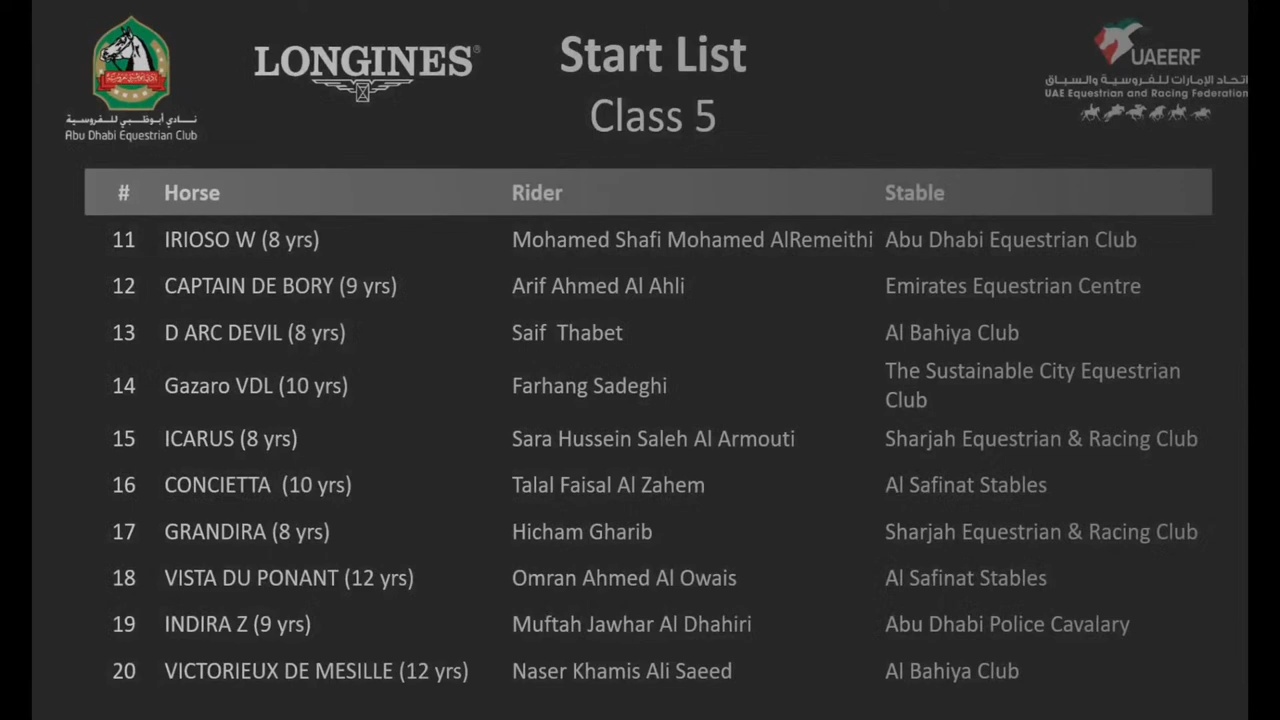 نادي أبوظبي للفروسية
Abu Dhabi Equestrian Club
LONGINES®
Start List
Class 5
UAEERF
اتحاد الإمارات للفروسية والسباق
UAE Equestrian and Racing Federation
# Horse Rider Stable
11 IRIOSO W (8 yrs) Mohamed Shafi Mohamed AlRemeithi Abu Dhabi Equestrian Club
12 CAPTAIN DE BORY (9 yrs) Arif Ahmed Al Ahli Emirates Equestrian Centre
13 D ARC DEVIL (8 yrs) Saif  Thabet Al Bahiya Club
14 Gazaro VDL (10 yrs) Farhang Sadeghi The Sustainable City Equestrian
Club
15 ICARUS (8 yrs) Sara Hussein Saleh Al Armouti Sharjah Equestrian & Racing Club
16 CONCIETTA  (10 yrs) Talal Faisal Al Zahem Al Safinat Stables
17 GRANDIRA (8 yrs) Hicham Gharib Sharjah Equestrian & Racing Club
18 VISTA DU PONANT (12 yrs) Omran Ahmed Al Owais Al Safinat Stables
19 INDIRA Z (9 yrs) Muftah Jawhar Al Dhahiri Abu Dhabi Police Cavalary
20 VICTORIEUX DE MESILLE (12 yrs) Naser Khamis Ali Saeed Al Bahiya Club